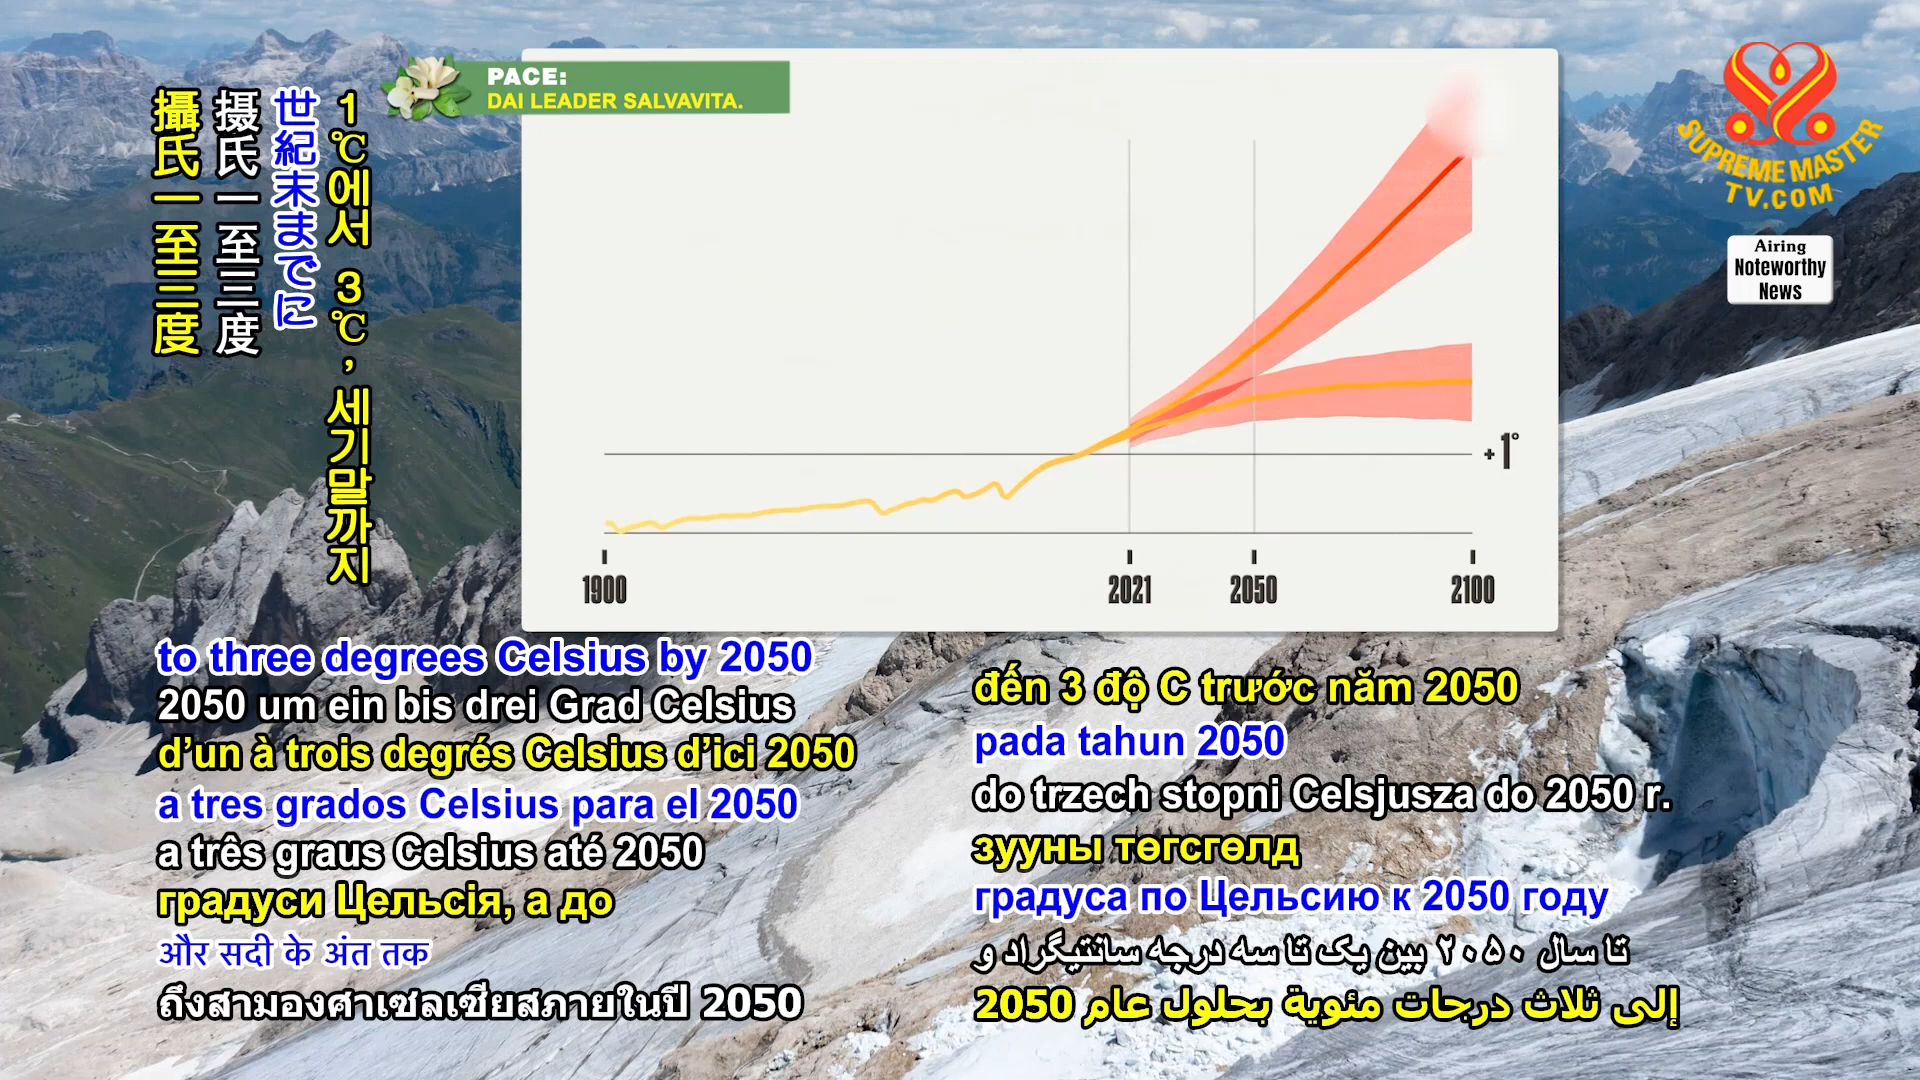 PACE:
DAI LEADER SALVAVITA.
SUPREME MASTER
TV.COM
Airing
Noteworthy
News
攝氏一至三度
摄氏一至三度
世紀末までに
1℃에서 3℃, 세기말까지
+1°
1900
2021
2050
2100
to three degrees Celsius by 2050
2050 um ein bis drei Grad Celsius
d’un à trois degrés Celsius d’ici 2050
a tres grados Celsius para el 2050
a três graus Celsius até 2050
градуси Цельсія, а до
और सदी के अंत तक
ถึงสามองศาเซลเซียสภายในปี 2050
đến 3 độ C trước năm 2050
pada tahun 2050
do trzech stopni Celsjusza do 2050 r.
зууны төгсгөлд
градуса по Цельсию к 2050 году
تا سال ۲۰۵۰ بین یک تا سه درجه سانتیگراد و
إلى ثلاث درجات مئوية بحلول عام 2050